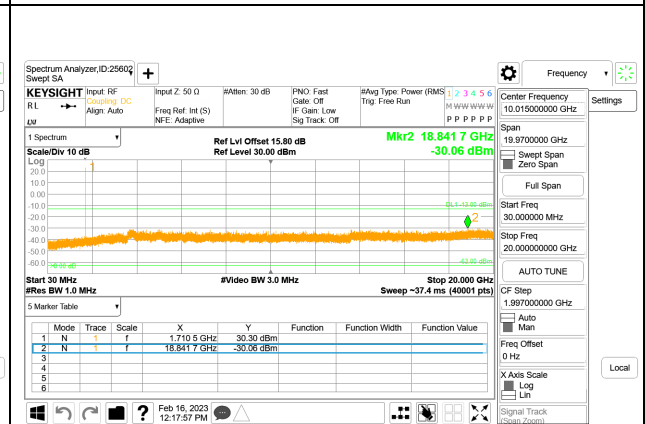 Spectrum Analyzer,ID:25602
Swept SA
Frequency
KEYSIGHT
RL
Input: RF
Coupling: DC
Align: Auto
Input Z: 50 Ω
Freq Ref: Int (S)
NFE: Adaptive
#Atten: 30 dB
PNO: Fast
Gate: Off
IF Gain: Low
Sig Track: Off
#Avg Type: Power (RMS
Trig: Free Run
1 2 3 4 5 6
M W W W W W
P P P P P P
Center Frequency
10.015000000 GHz
Settings
Span
19.9700000 GHz
Swept Span
Zero Span
Full Span
Start Freq
30.000000 MHz
Stop Freq
20.000000000 GHz
AUTO TUNE
CF Step
1.997000000 GHz
Auto
Man
Freq Offset
0 Hz
X Axis Scale
Log
Lin
Signal Track
(Span Zoom)
Local
1 Spectrum
Scale/Div 10 dB
Ref Lvl Offset 15.80 dB
Ref Level 30.00 dBm
Mkr2 18.841 7 GHz
-30.06 dBm
Log
1
20.0
10.0
0.00
-10.0
DL1 -13.00 dBm
-20.0
2
-30.0
-40.0
-50.0
-60.0
-63.00 dBm
Start 30 MHz
#Res BW 1.0 MHz
#Video BW 3.0 MHz
Stop 20.000 GHz
Sweep ~37.4 ms (40001 pts)
5 Marker Table
Mode Trace Scale X Y Function Function Width Function Value
1 N 1 f 1.710 5 GHz 30.30 dBm
2 N 1 f 18.841 7 GHz -30.06 dBm
3
4
5
6
?
Feb 16, 2023
12:17:57 PM